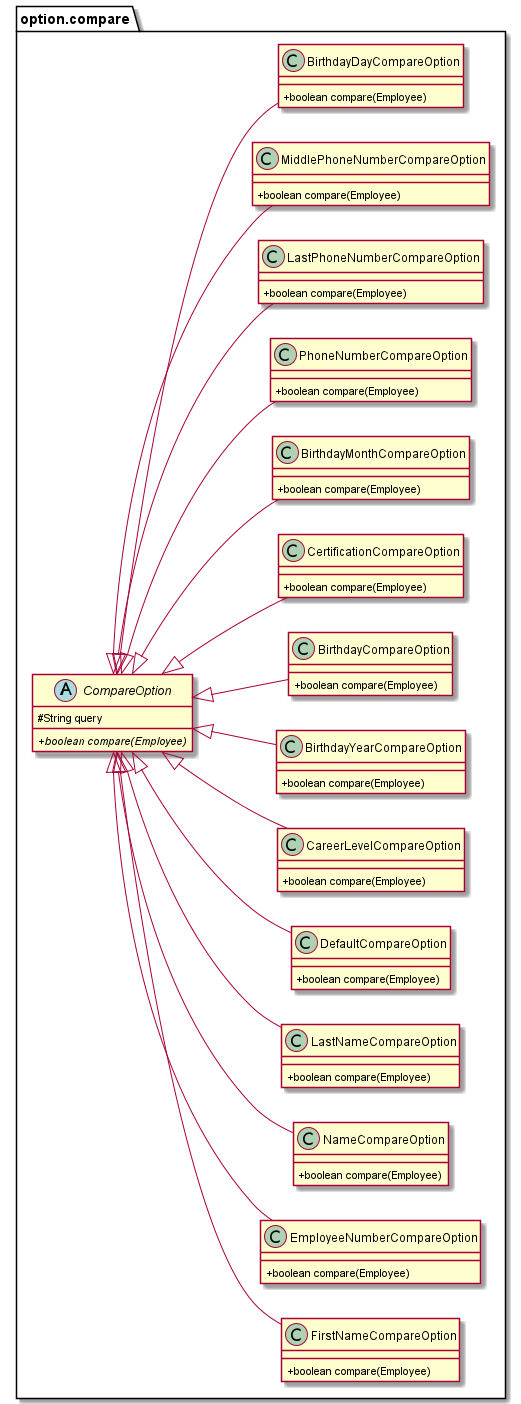 option.compare
C BirthdayDayCompareOption
+boolean compare(Employee)
C MiddlePhoneNumberCompareOption
+boolean compare(Employee)
C LastPhoneNumberCompareOption
+boolean compare(Employee)
C PhoneNumberCompareOption
+boolean compare(Employee)
C BirthdayMonthCompareOption
+boolean compare(Employee)
C CertificationCompareOption
+boolean compare(Employee)
C BirthdayCompareOption
+boolean compare(Employee)
A CompareOption
#String query
+boolean compare(Employee)
C BirthdayYearCompareOption
+boolean compare(Employee)
C CareerLevelCompareOption
+boolean compare(Employee)
C DefaultCompareOption
+boolean compare(Employee)
C LastNameCompareOption
+boolean compare(Employee)
C NameCompareOption
+boolean compare(Employee)
C EmployeeNumberCompareOption
+boolean compare(Employee)
C FirstNameCompareOption
+boolean compare(Employee)